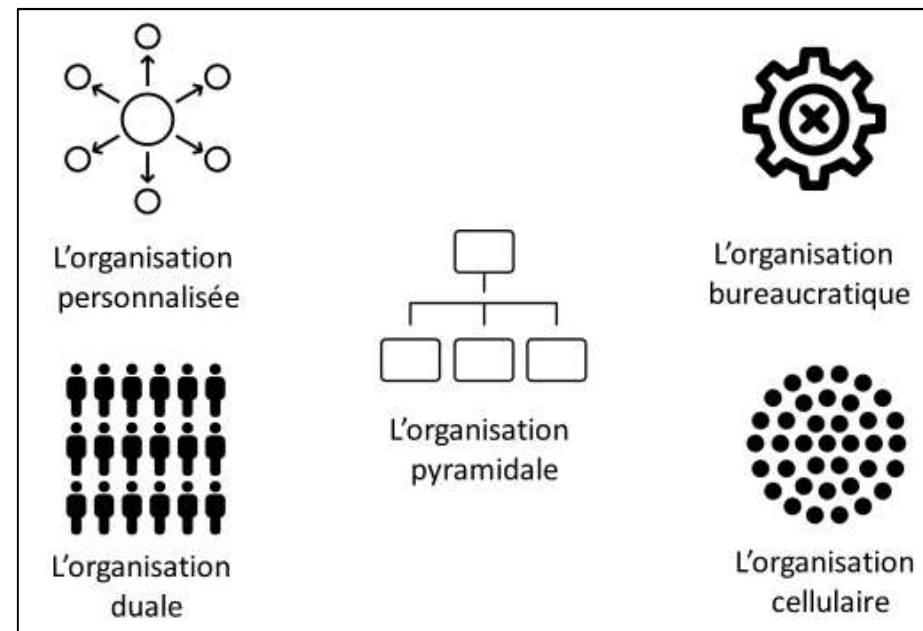 L’organisation
personnalisée
L’organisation
bureaucratique
L’organisation
pyramidale
L’organisation
duale
L’organisation
cellulaire